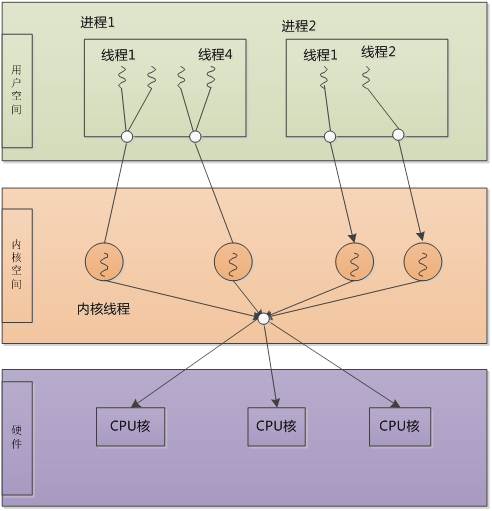 进程1
进程2
线程1
线程4
线程1
线程2
用户空间
内核空间
内核线程
硬件
CPU核
CPU核
CPU核